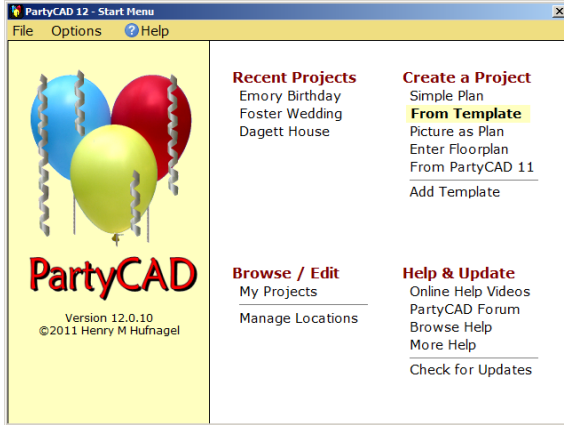 PartyCAD 12 - Start Menu
File Options ?Help
Recent Projects
Emory Birthday
Foster Wedding
Dagett House
Create a Project
Simple Plan
From Template
Picture as Plan
Enter Floorplan
From PartyCAD 11
Add Template
PartyCAD
Version 12.0.10
©2011 Henry M Hufnagel
Browse / Edit
My Projects
Manage Locations
Help & Update
Online Help Videos
PartyCAD Forum
Browse Help
More Help
Check for Updates